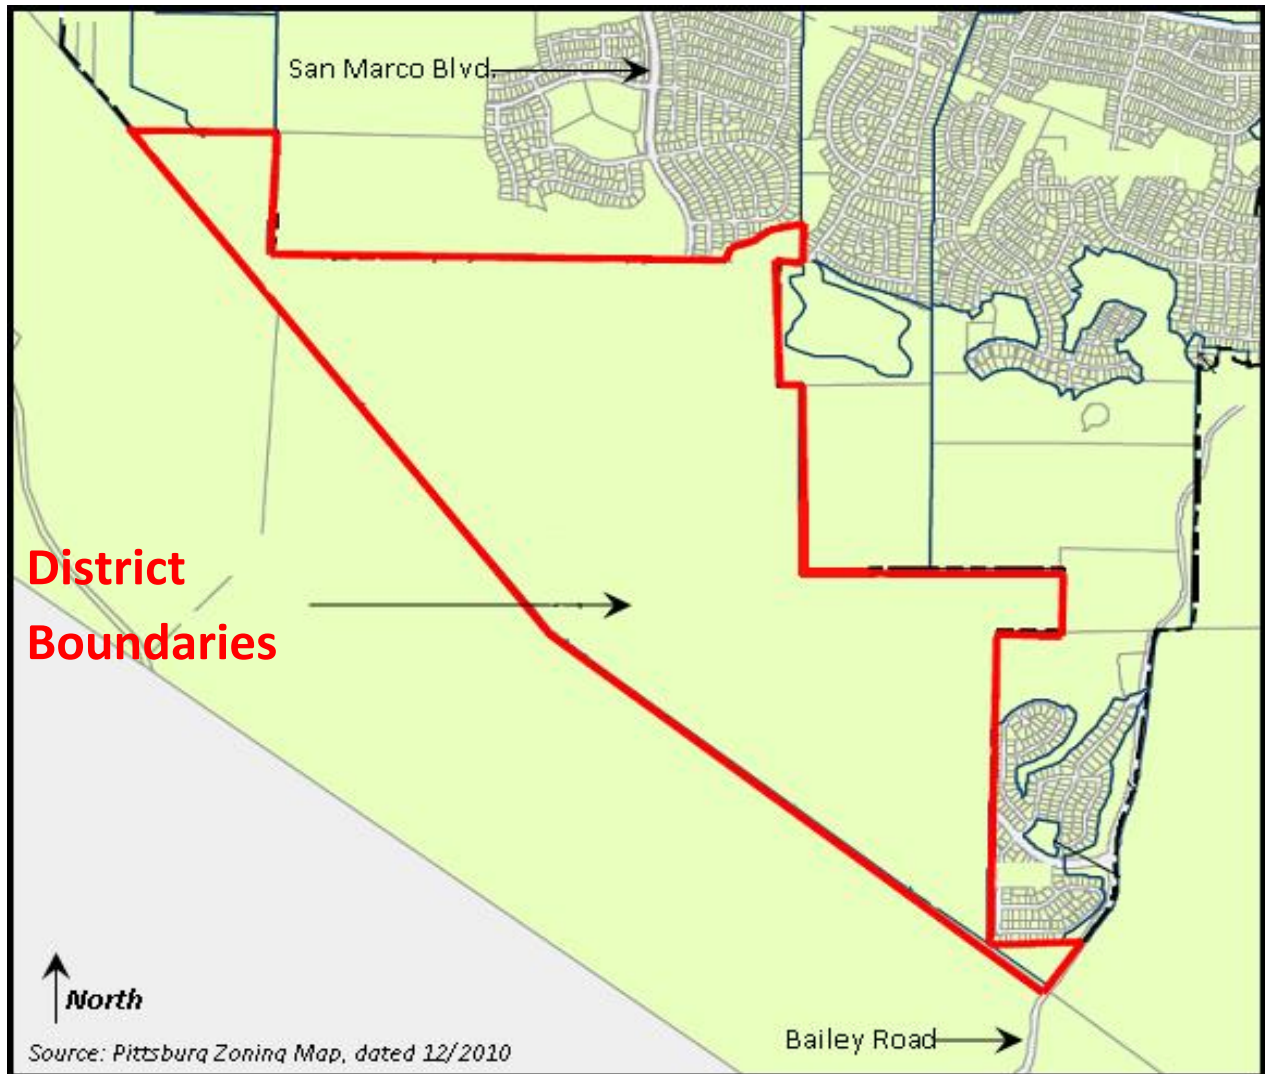 San Marco Blvd.
District
Boundaries
North
Bailey Road
Source: Pittsburg Zoning Map, dated 12/2010